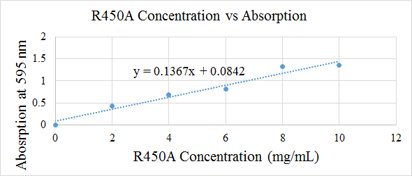 R450A Concentration vs Absorption
2
1.5
1
0.5
0
y = 0.1367x + 0.0842
0 2 4 6 8 10 12
R450A Concentration (mg/mL)
Abosrption at 595 nm